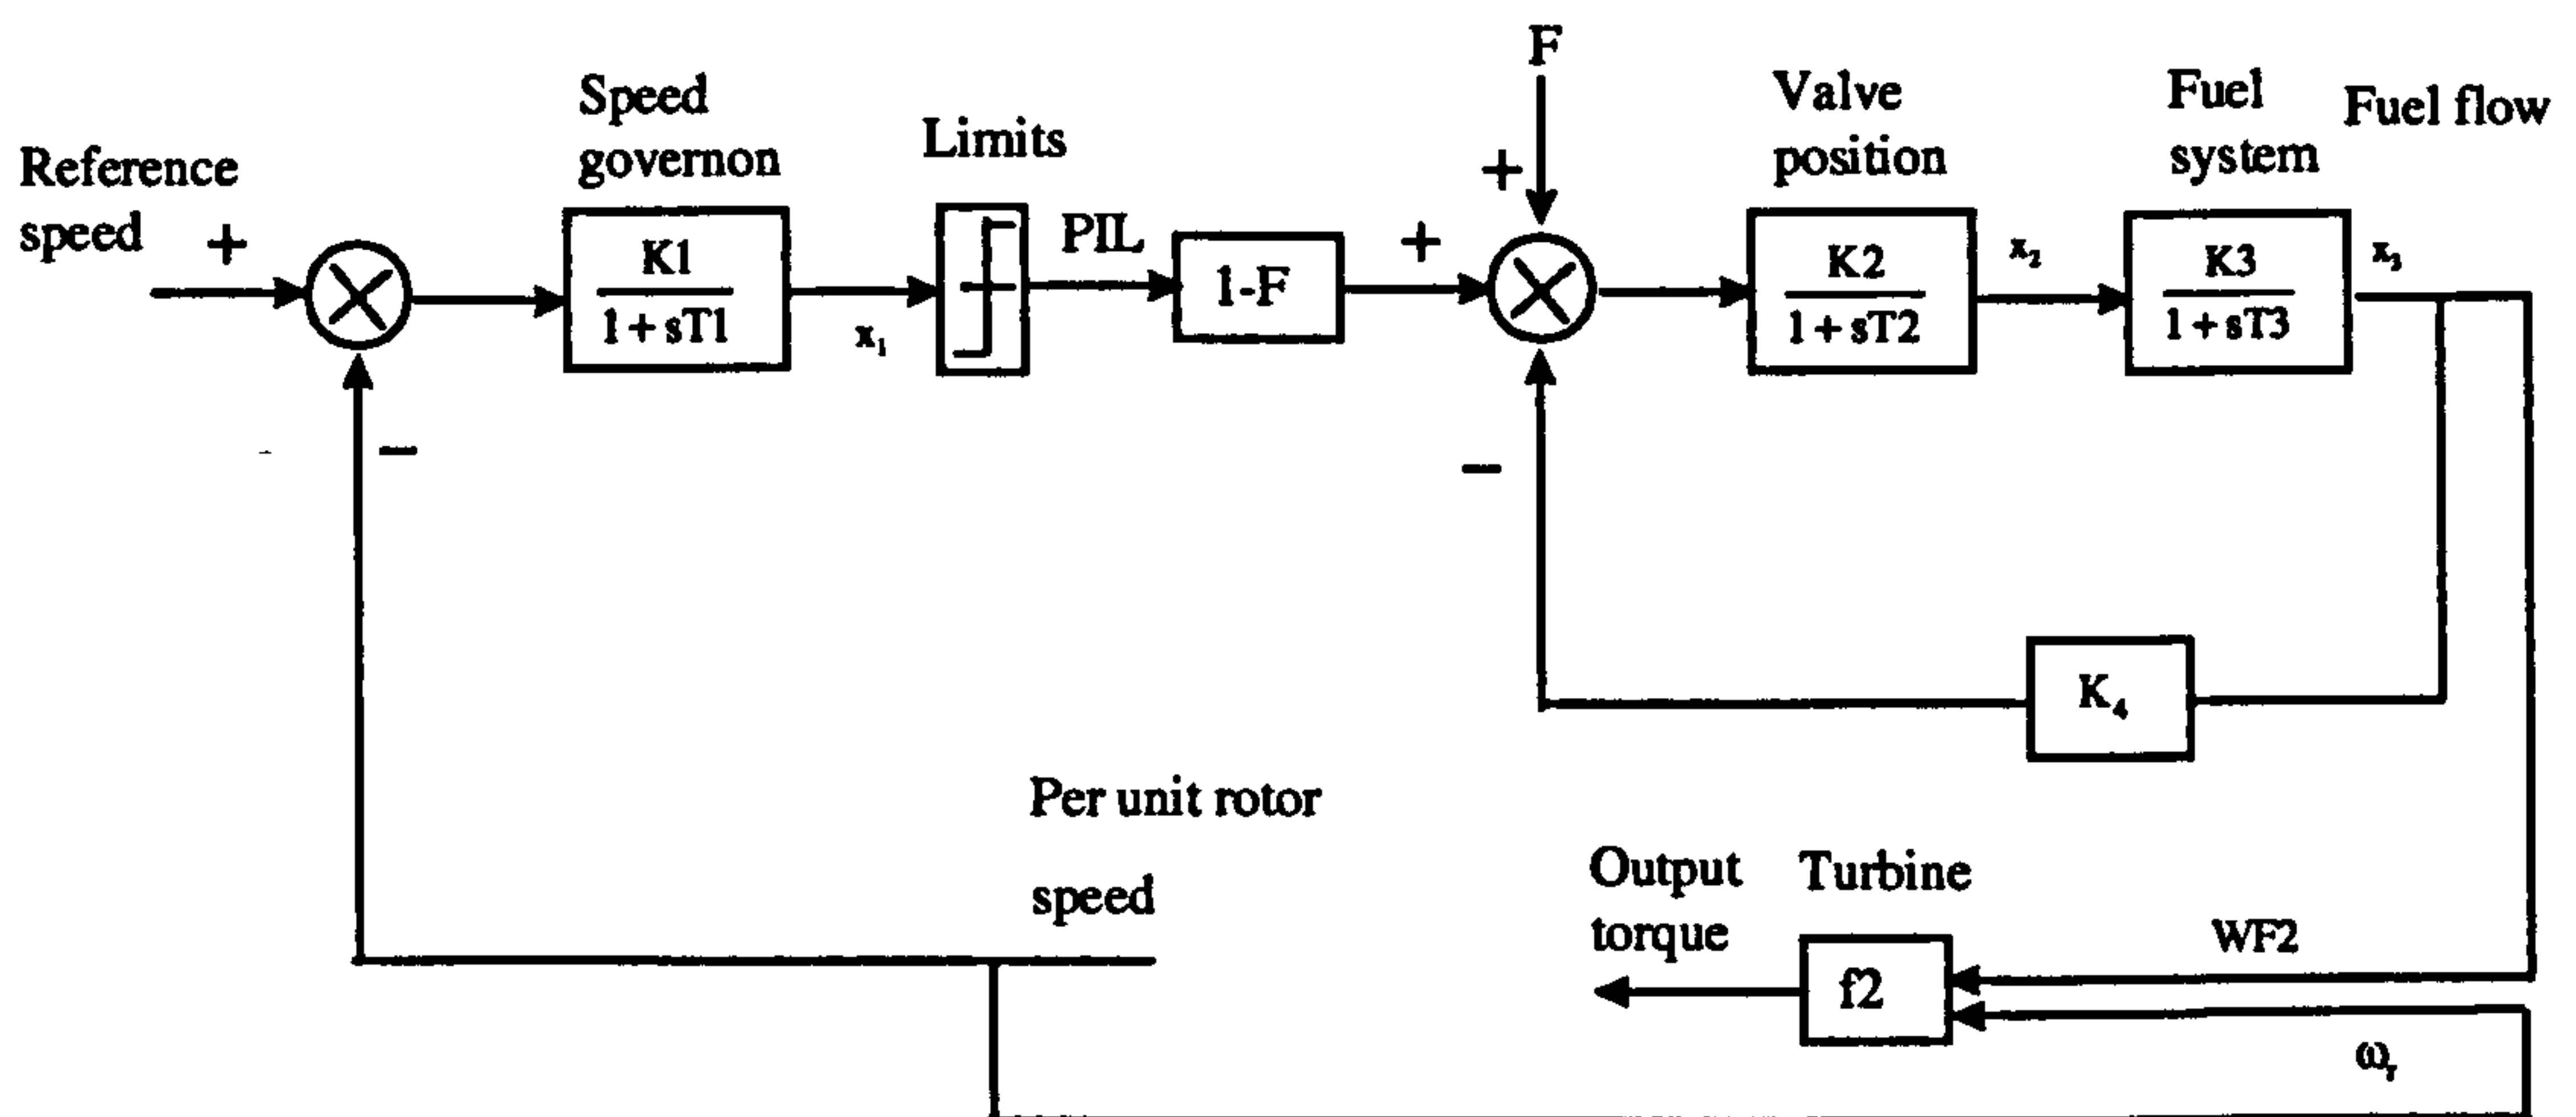 F
Speed
governon
Valve
position
Fuel
system
Fuel flow
Limits
Reference
speed
+
+
+
PIL
K1
1 + sT1
x₁
1-F
K2
1 + sT2
x₂
K3
1 + sT3
x₃
−
−
K₄
Per unit rotor
speed
Output
torque
Turbine
f2
WF2
ωᵣ